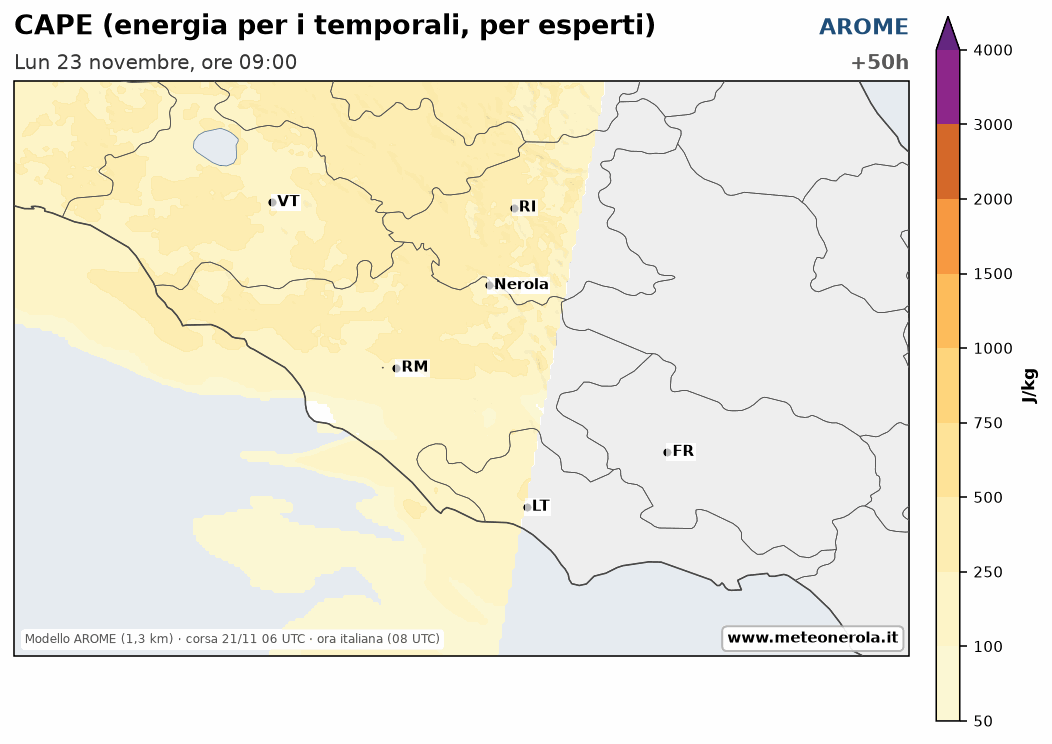 CAPE (energia per i temporali, per esperti)
AROME
Lun 23 novembre, ore 09:00
+50h
4000
3000
2000
1500
1000
750
500
250
100
50
J/kg
VT
RI
Nerola
RM
FR
LT
Modello AROME (1,3 km) · corsa 21/11 06 UTC · ora italiana (08 UTC)
www.meteonerola.it